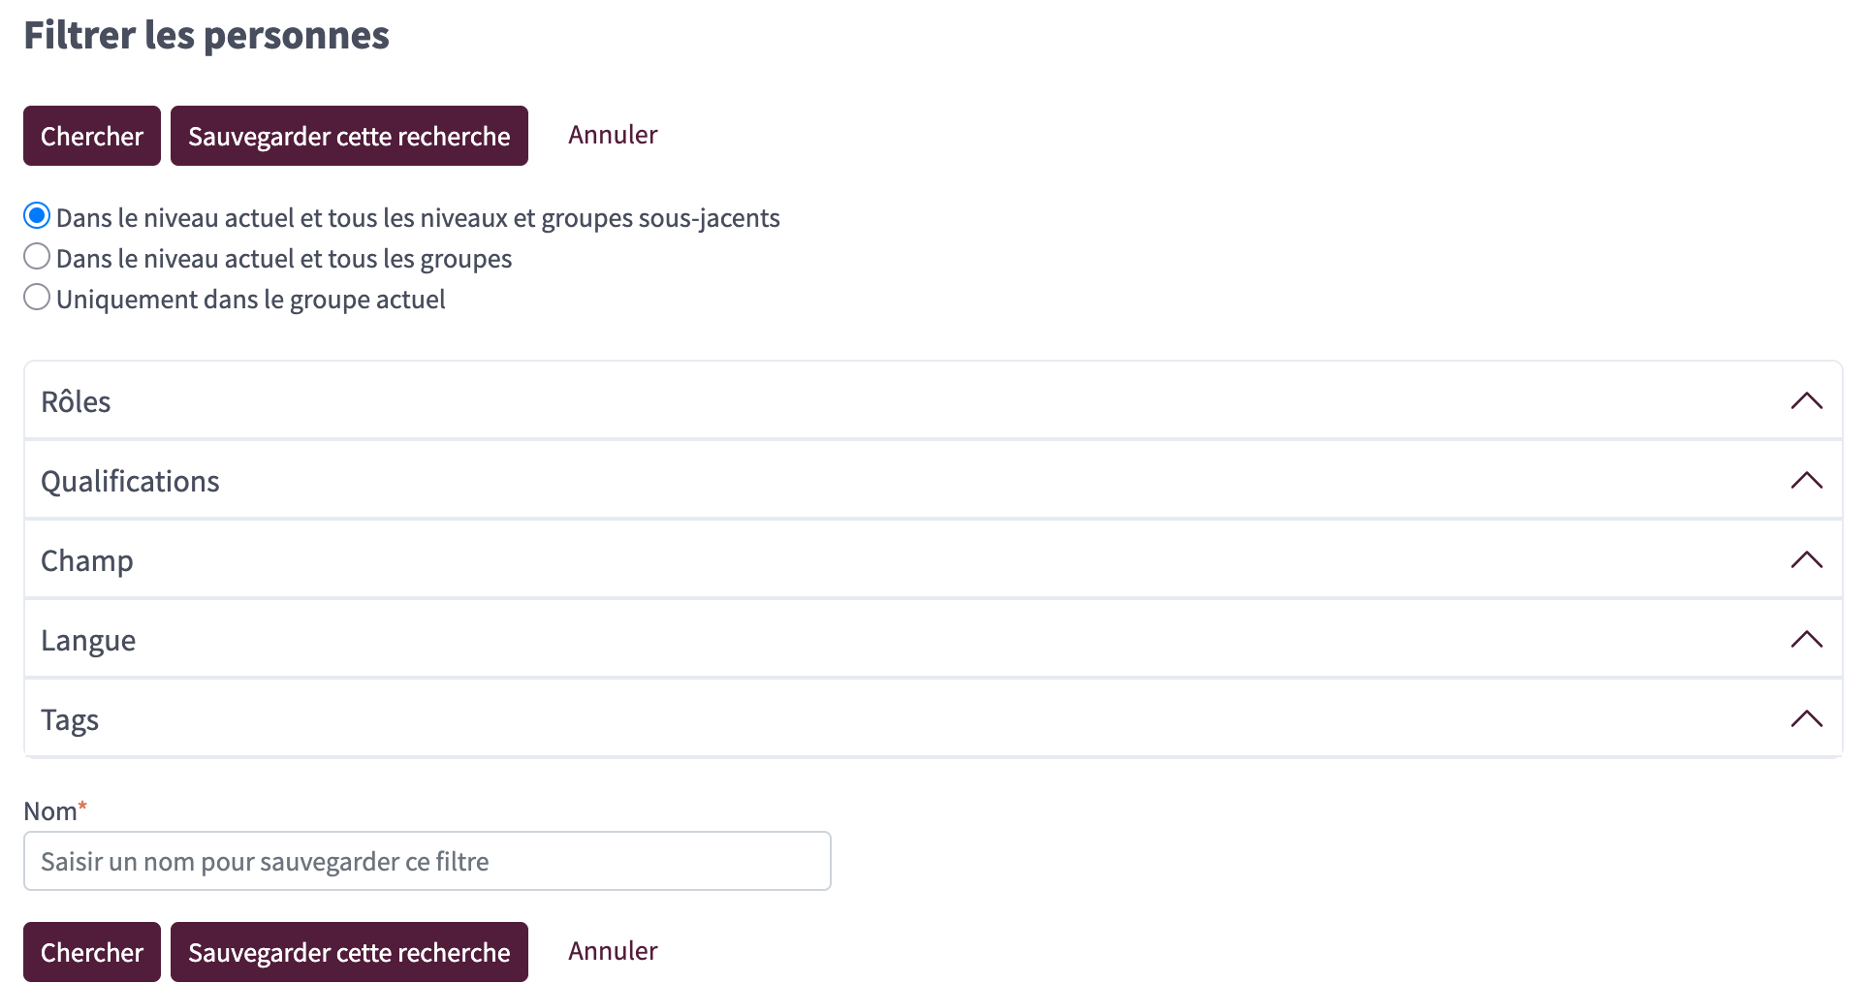 Filtrer les personnes
Chercher Sauvegarder cette recherche Annuler
Dans le niveau actuel et tous les niveaux et groupes sous-jacents
Dans le niveau actuel et tous les groupes
Uniquement dans le groupe actuel
Rôles
Qualifications
Champ
Langue
Tags
Nom*
Saisir un nom pour sauvegarder ce filtre
Chercher Sauvegarder cette recherche Annuler